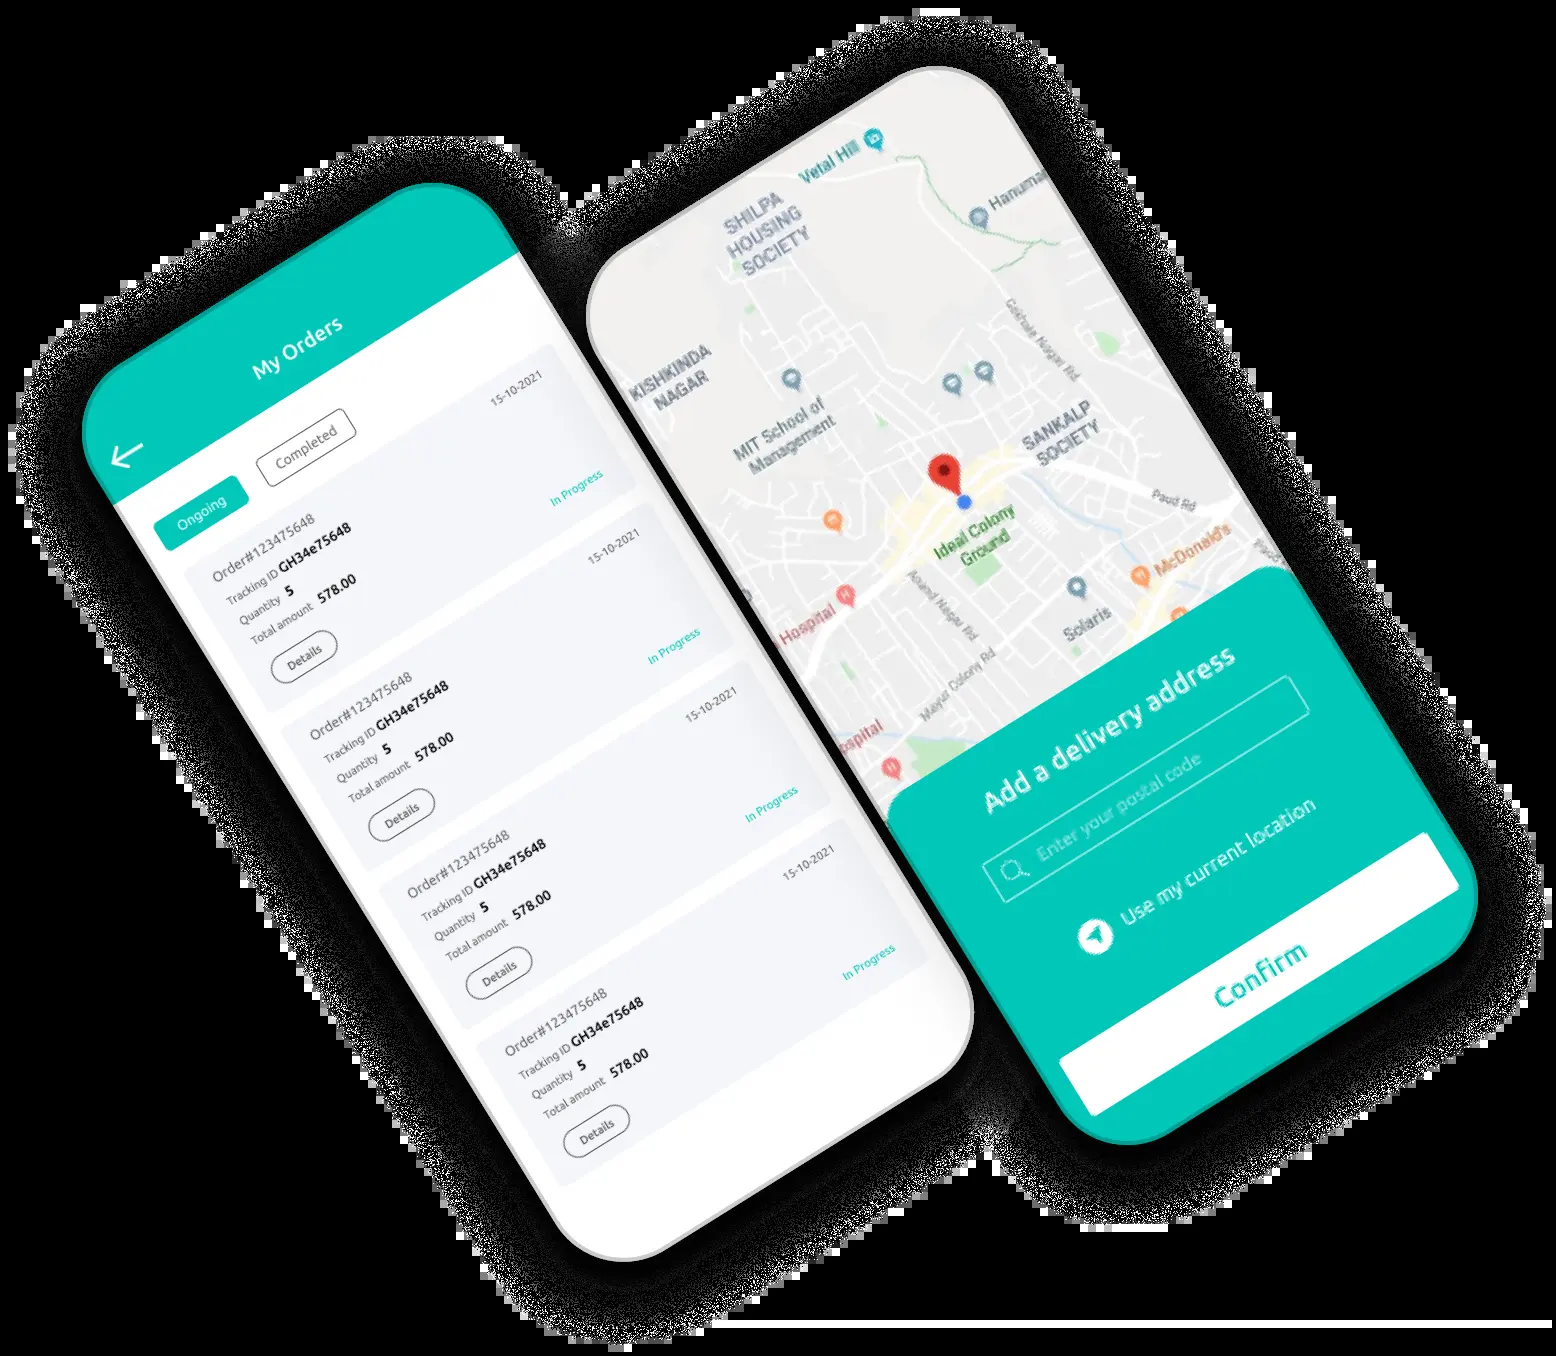 My Orders
Ongoing
Completed
15-10-2021
Order#123475648
Tracking ID GH34e75648
Quantity 5
Total amount 578.00
In Progress
Details
15-10-2021
Order#123475648
Tracking ID GH34e75648
Quantity 5
Total amount 578.00
In Progress
Details
15-10-2021
Order#123475648
Tracking ID GH34e75648
Quantity 5
Total amount 578.00
In Progress
Details
15-10-2021
Order#123475648
Tracking ID GH34e75648
Quantity 5
Total amount 578.00
In Progress
Details
Vetal Hill
Hanuma
SHILPA
HOUSING
SOCIETY
KISHKINDA
NAGAR
Gokhale Nagar Rd
MIT School of
Management
SANKALP
SOCIETY
Paud Rd
Ideal Colony
Ground
McDonald's
Hospital
Solaris
Mayur Colony Rd
ospital
Add a delivery address
Enter your postal code
Use my current location
Confirm